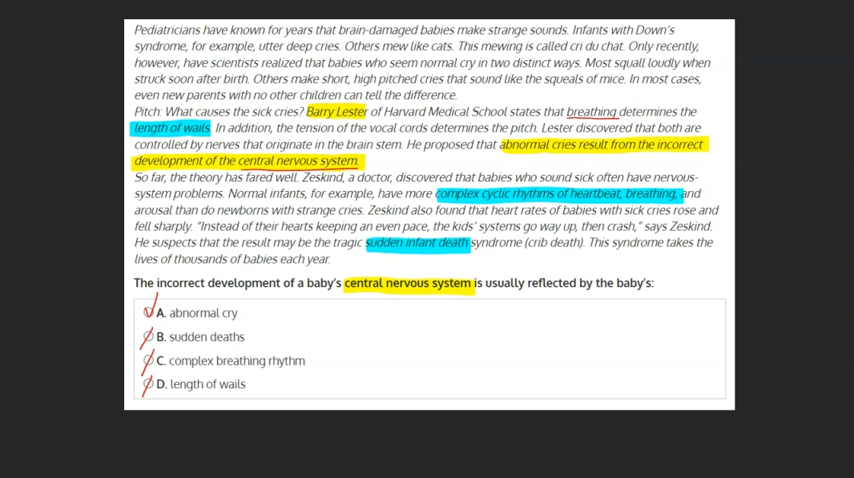 Pediatricians have known for years that brain-damaged babies make strange sounds. Infants with Down's
syndrome, for example, utter deep cries. Others mew like cats. This mewing is called cri du chat. Only recently,
however, have scientists realized that babies who seem normal cry in two distinct ways. Most squall loudly when
struck soon after birth. Others make short, high pitched cries that sound like the squeals of mice. In most cases,
even new parents with no other children can tell the difference.
Pitch: What causes the sick cries? Barry Lester of Harvard Medical School states that breathing determines the
length of wails. In addition, the tension of the vocal cords determines the pitch. Lester discovered that both are
controlled by nerves that originate in the brain stem. He proposed that abnormal cries result from the incorrect
development of the central nervous system.
So far, the theory has fared well. Zeskind, a doctor, discovered that babies who sound sick often have nervous-
system problems. Normal infants, for example, have more complex cyclic rhythms of heartbeat, breathing, and
arousal than do newborns with strange cries. Zeskind also found that heart rates of babies with sick cries rose and
fell sharply. "Instead of their hearts keeping an even pace, the kids' systems go way up, then crash," says Zeskind.
He suspects that the result may be the tragic sudden infant death syndrome (crib death). This syndrome takes the
lives of thousands of babies each year.
The incorrect development of a baby's central nervous system is usually reflected by the baby's:
A. abnormal cry
B. sudden deaths
C. complex breathing rhythm
D. length of wails